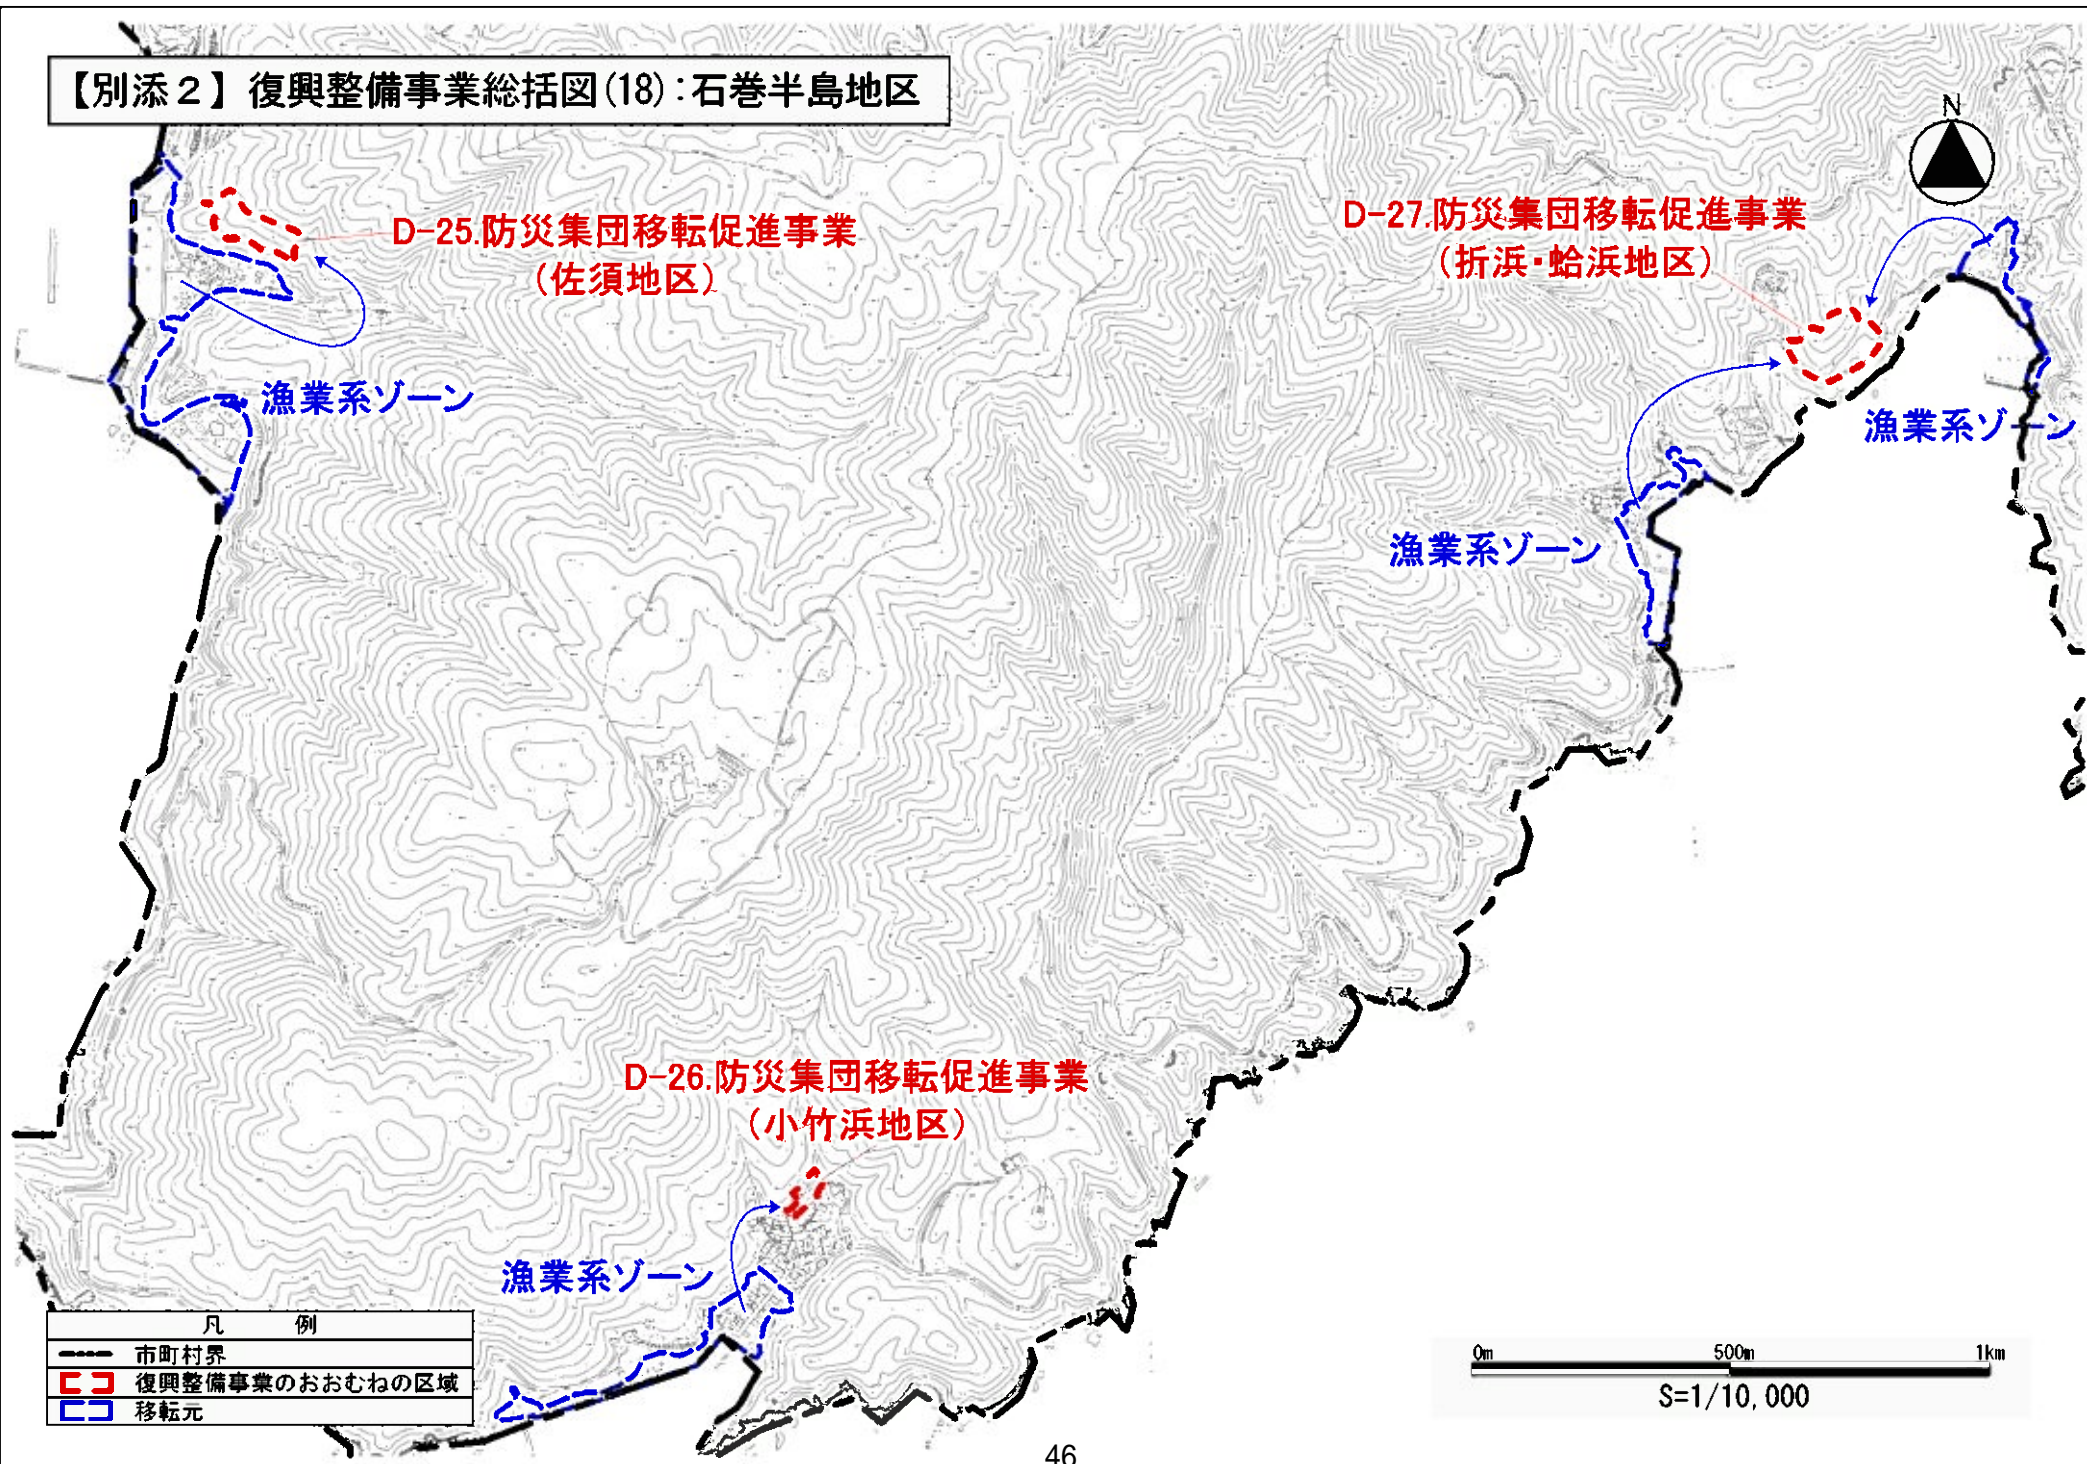 【別添２】復興整備事業総括図(18):石巻半島地区
N
D-25.防災集団移転促進事業
(佐須地区)
D-27.防災集団移転促進事業
(折浜・蛤浜地区)
漁業系ゾーン
漁業系ゾーン
漁業系ゾーン
D-26.防災集団移転促進事業
(小竹浜地区)
漁業系ゾーン
凡　例
市町村界
復興整備事業のおおむねの区域
移転元
0m 500m 1km
S=1/10,000
46